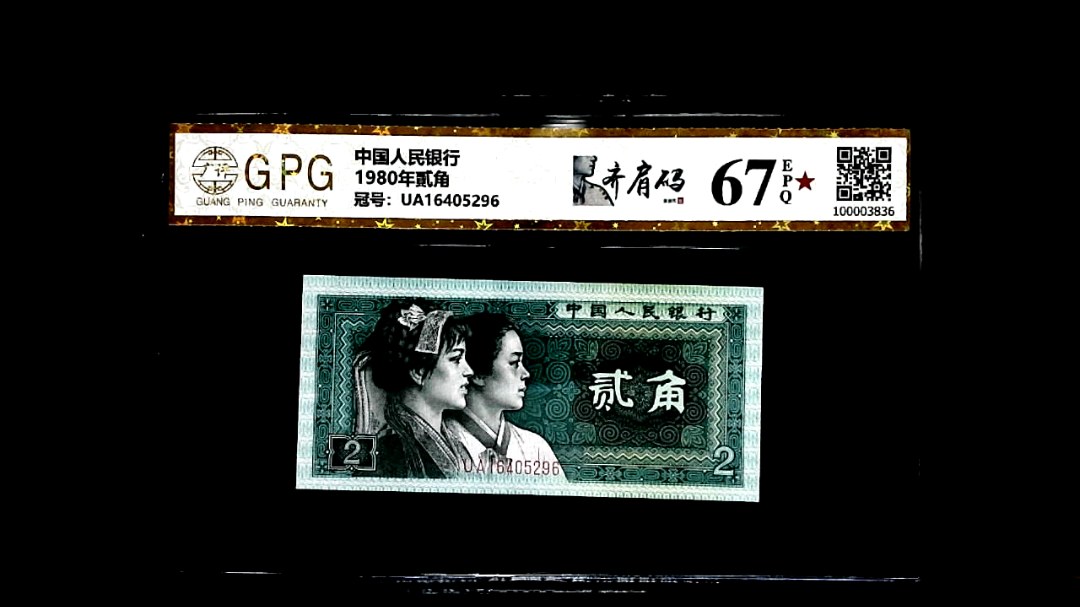 GPG
GUANG PING GUARANTY
中国人民银行
1980年贰角
冠号：UA16405296
齐肩码
67
EPQ
100003836
中国人民银行
贰角
2
UA16405296
2